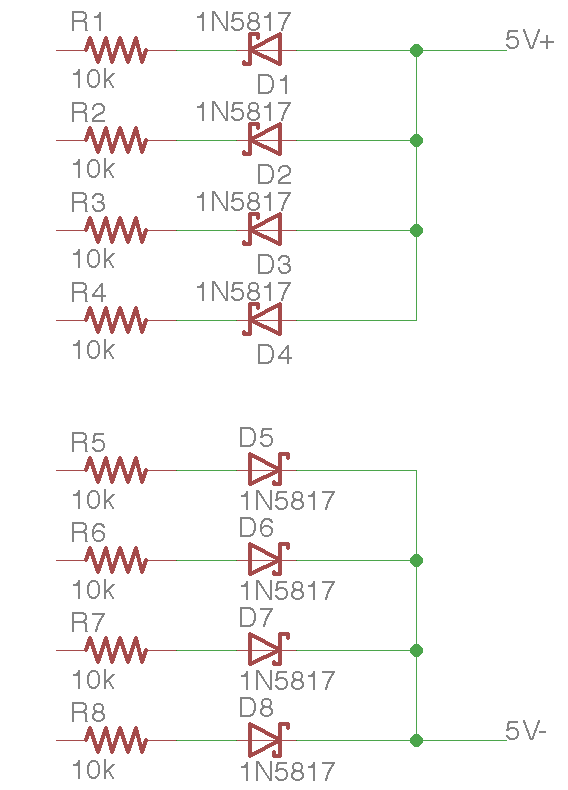 R1 1N5817 5V+
10k D1
R2 1N5817
10k D2
R3 1N5817
10k D3
R4 1N5817
10k D4
R5 D5
10k 1N5817
R6 D6
10k 1N5817
R7 D7
10k 1N5817
R8 D8 5V-
10k 1N5817